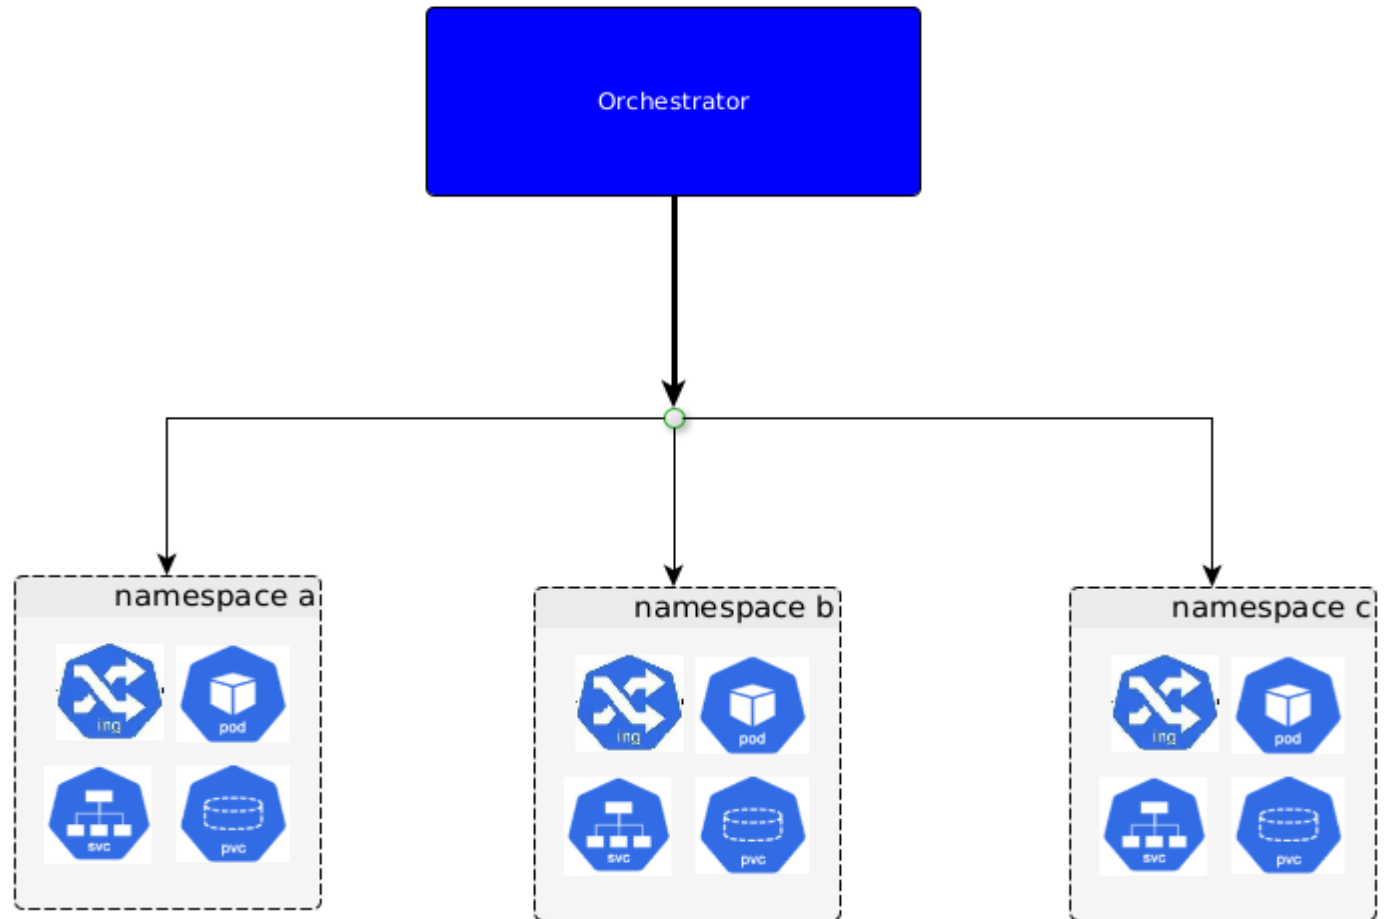 Orchestrator
namespace a
namespace b
namespace c
ing
pod
ing
pod
ing
pod
svc
pvc
svc
pvc
svc
pvc